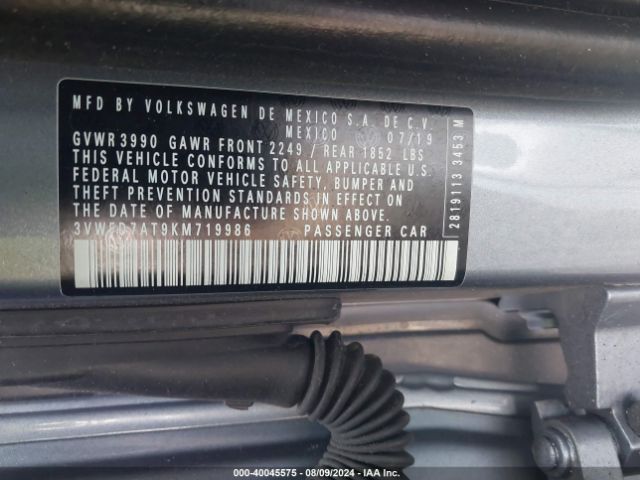 MFD BY VOLKSWAGEN DE MEXICO S.A. DE C.V.
MEXICO 07/19
GVWR 3990 GAWR FRONT 2249 / REAR 1852 LBS
THIS VEHICLE CONFORMS TO ALL APPLICABLE U.S.
FEDERAL MOTOR VEHICLE SAFETY, BUMPER AND
THEFT PREVENTION STANDARDS IN EFFECT ON
THE DATE OF MANUFACTURE SHOWN ABOVE.
3VWFD7AT9KM719986 PASSENGER CAR
2819113 3453 M
000-40045575 - 08/09/2024 - IAA Inc.